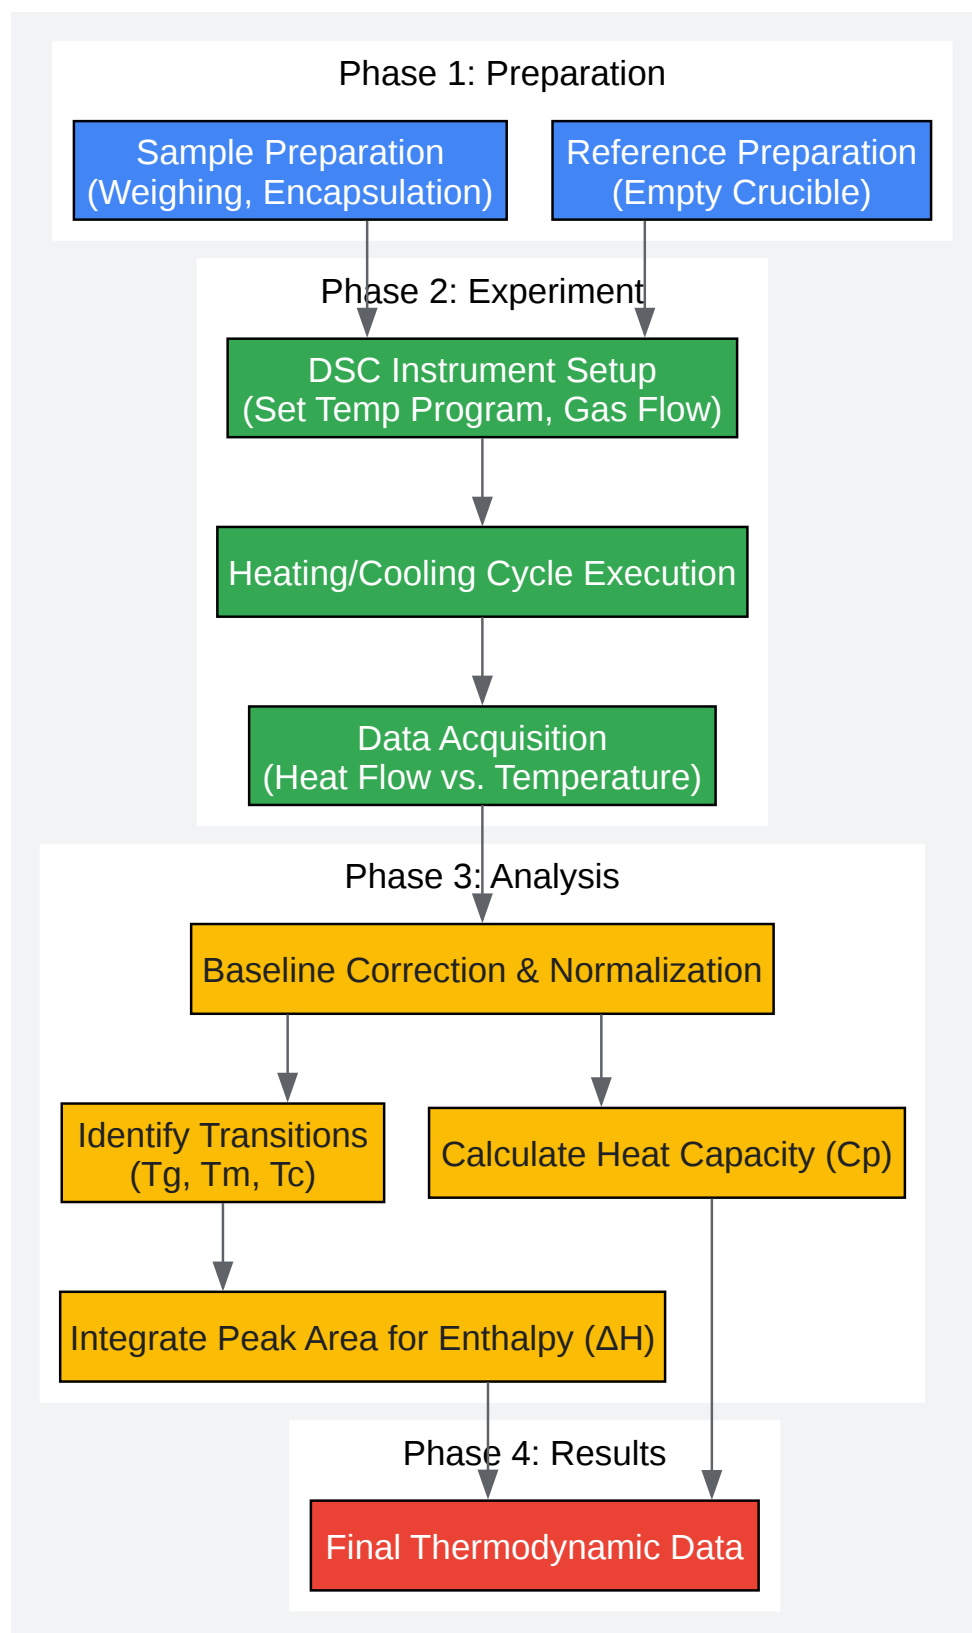 Phase 1: Preparation
Sample Preparation
(Weighing, Encapsulation)
Reference Preparation
(Empty Crucible)
Phase 2: Experiment
DSC Instrument Setup
(Set Temp Program, Gas Flow)
Heating/Cooling Cycle Execution
Data Acquisition
(Heat Flow vs. Temperature)
Phase 3: Analysis
Baseline Correction & Normalization
Identify Transitions
(Tg, Tm, Tc)
Calculate Heat Capacity (Cp)
Integrate Peak Area for Enthalpy (ΔH)
Phase 4: Results
Final Thermodynamic Data